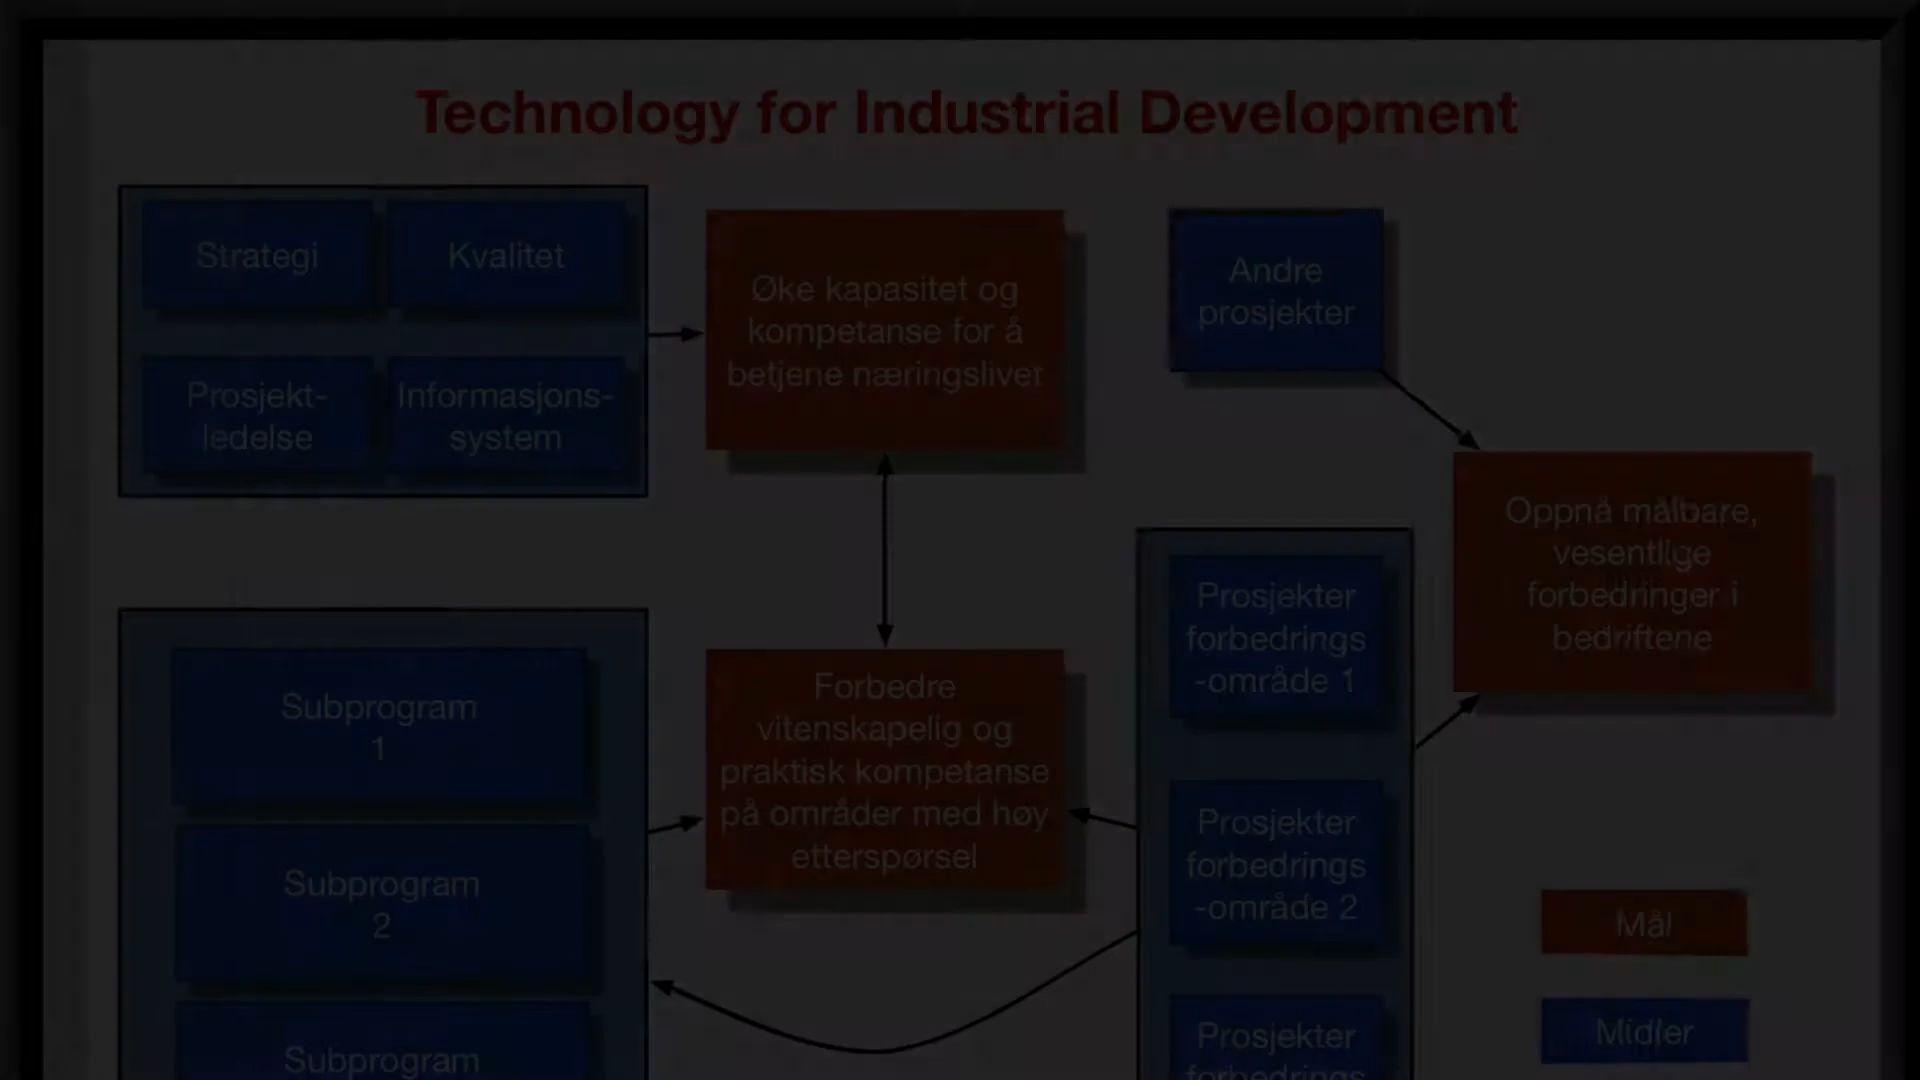 Technology for Industrial Development
Strategi
Kvalitet
Prosjekt-
ledelse
Informasjons-
system
Øke kapasitet og
kompetanse for å
betjene næringslivet
Andre
prosjekter
Oppnå målbare,
vesentlige
forbedringer i
bedriftene
Subprogram
1
Subprogram
2
Subprogram
Forbedre
vitenskapelig og
praktisk kompetanse
på områder med høy
etterspørsel
Prosjekter
forbedrings
-område 1
Prosjekter
forbedrings
-område 2
Prosjekter
forbedrings
Mål
Midler